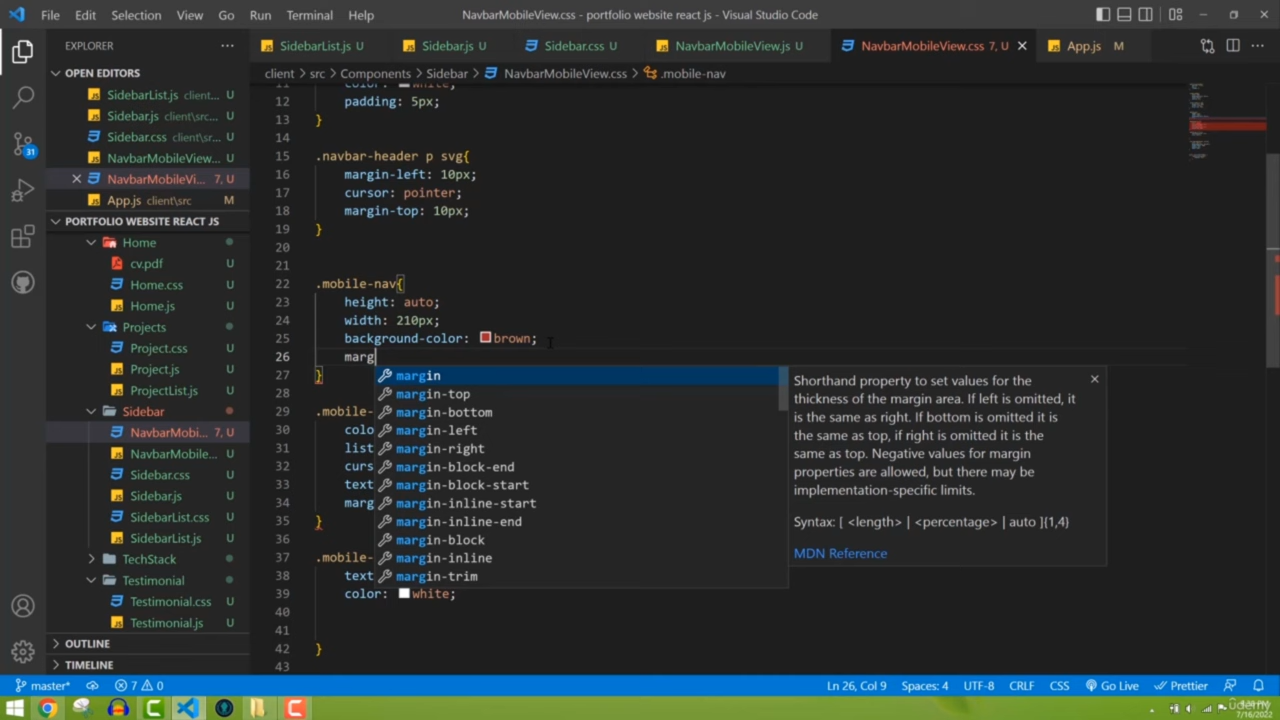 File Edit Selection View Go Run Terminal Help
NavbarMobileView.css - portfolio website react js - Visual Studio Code
EXPLORER
SidebarList.js U
Sidebar.js U
Sidebar.css U
NavbarMobileView.js U
NavbarMobileView.css 7, U
App.js M
OPEN EDITORS
SidebarList.js client... U
Sidebar.js client\src... U
Sidebar.css client\sr... U
NavbarMobileView... U
NavbarMobileVi... 7, U
App.js client\src M
PORTFOLIO WEBSITE REACT JS
Home
cv.pdf U
Home.css U
Home.js U
Projects
Project.css U
Project.js U
ProjectList.js U
Sidebar
NavbarMobi... 7, U
NavbarMobile... U
Sidebar.css U
Sidebar.js U
SidebarList.css U
SidebarList.js U
TechStack
Testimonial
Testimonial.css U
Testimonial.js U
OUTLINE
TIMELINE
client > src > Components > Sidebar > NavbarMobileView.css > .mobile-nav
11 color: white;
12 padding: 5px;
13 }
14
15 .navbar-header p svg{
16 margin-left: 10px;
17 cursor: pointer;
18 margin-top: 10px;
19 }
20
21
22 .mobile-nav{
23 height: auto;
24 width: 210px;
25 background-color: brown;
26 marg
27 }
28
29 .mobile-
30 colo
31 list
32 curs
33 text
34 marg
35 }
36
37 .mobile-
38 text
39 color: white;
40
41
42 }
43
margin
margin-top
margin-bottom
margin-left
margin-right
margin-block-end
margin-block-start
margin-inline-start
margin-inline-end
margin-block
margin-inline
margin-trim
Shorthand property to set values for the
thickness of the margin area. If left is
omitted, it
is the same as right. If bottom is omitted it is
the same as top, if right is omitted it is the
same as top. Negative values for margin
properties are allowed, but there may be
implementation-specific limits.
Syntax: [ <length> | <percentage> | auto ]{1,4}
MDN Reference
31
master* 7 0
Ln 26, Col 9 Spaces: 4 UTF-8 CRLF CSS Go Live Prettier
udemy
7/16/2022